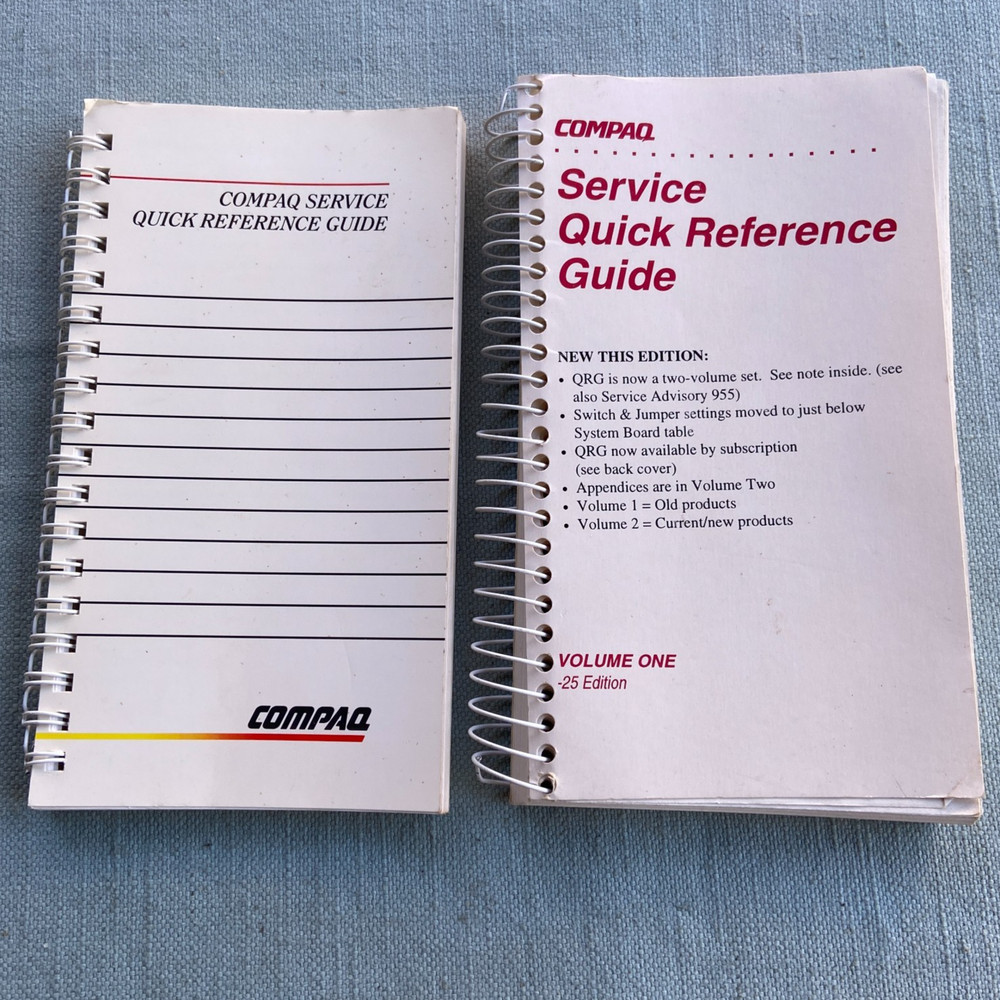 COMPAQ SERVICE
QUICK REFERENCE GUIDE
COMPAQ
COMPAQ
Service
Quick Reference
Guide
NEW THIS EDITION:
• QRG is now a two-volume set. See note inside. (see
also Service Advisory 955)
• Switch & Jumper settings moved to just below
System Board table
• QRG now available by subscription
(see back cover)
• Appendices are in Volume Two
• Volume 1 = Old products
• Volume 2 = Current/new products
VOLUME ONE
-25 Edition